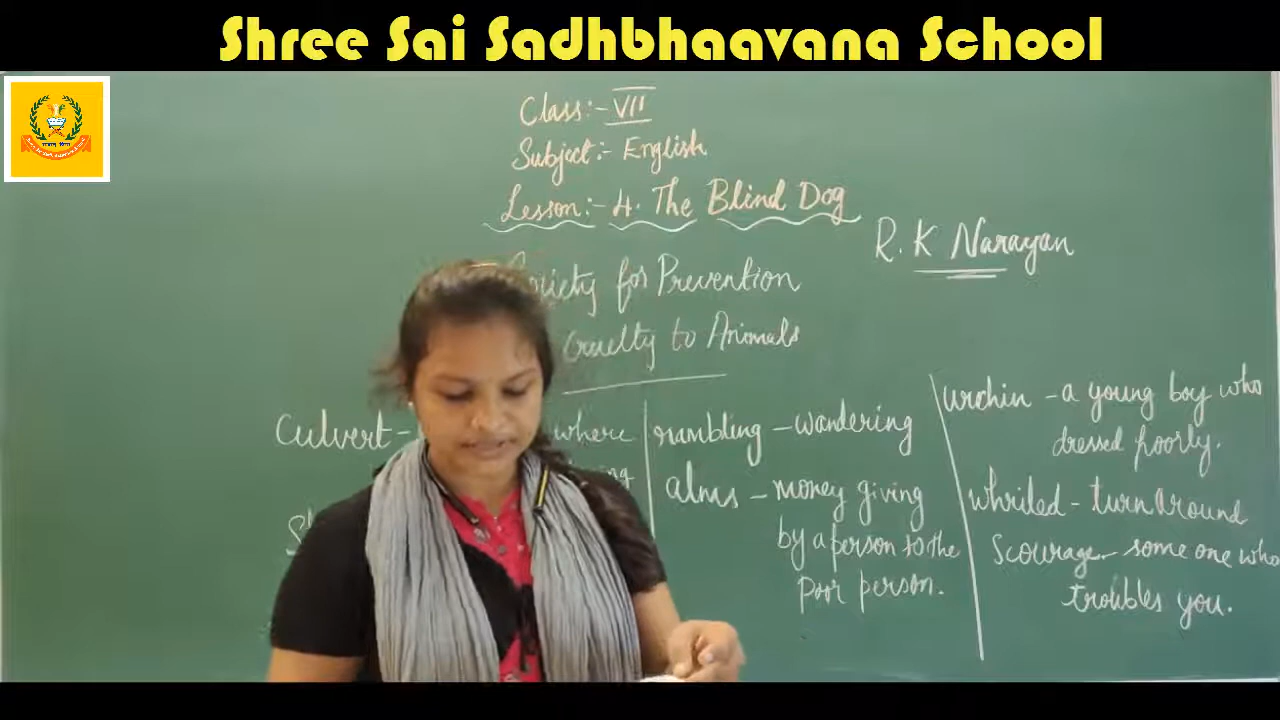 Shree Sai Sadhbhaavana School
Class:- VII
Subject:- English
Lesson:- 4. The Blind Dog
R. K Narayan
Society for Prevention
Cruelty to Animals
Culvert - where
rambling - wandering
alms - money giving
by a person to the
poor person.
urchin - a young boy who
dressed poorly.
whriled - turn around
Scourage - some one who
troubles you.